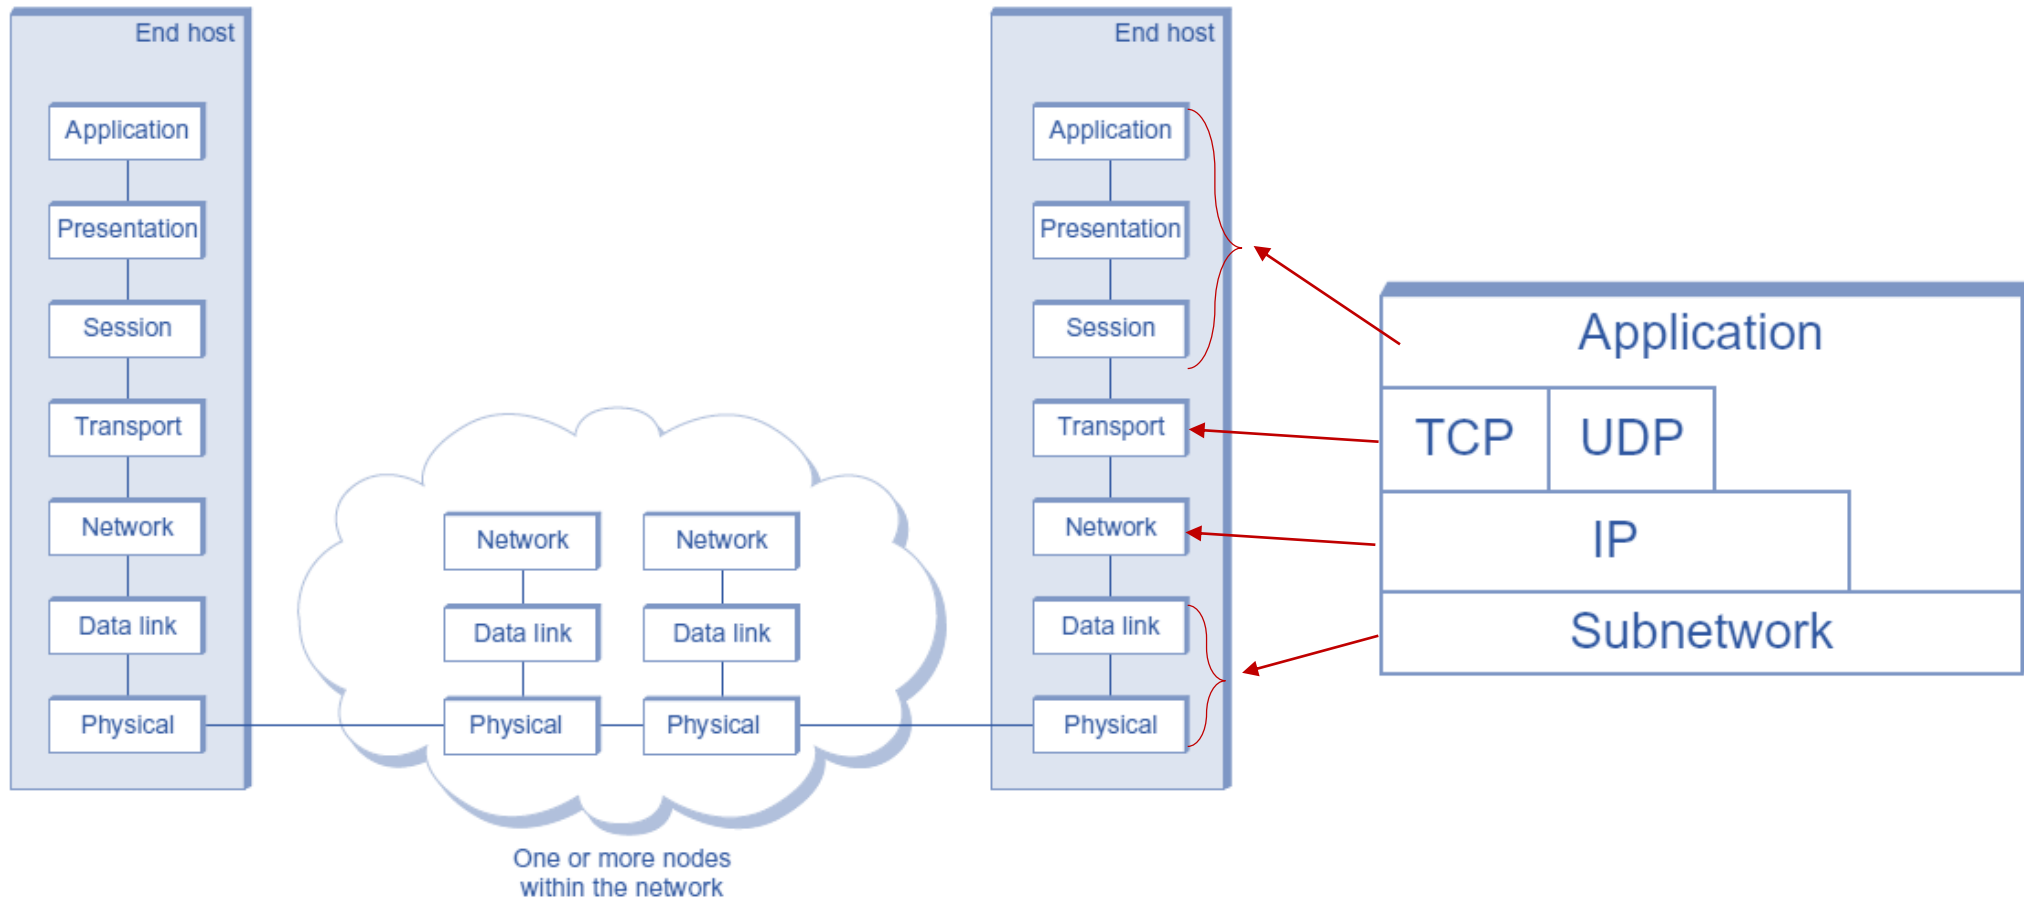 End host
Application
Presentation
Session
Transport
Network
Data link
Physical
Network
Data link
Physical
Network
Data link
Physical
One or more nodes
within the network
End host
Application
Presentation
Session
Transport
Network
Data link
Physical
Application
TCP
UDP
IP
Subnetwork